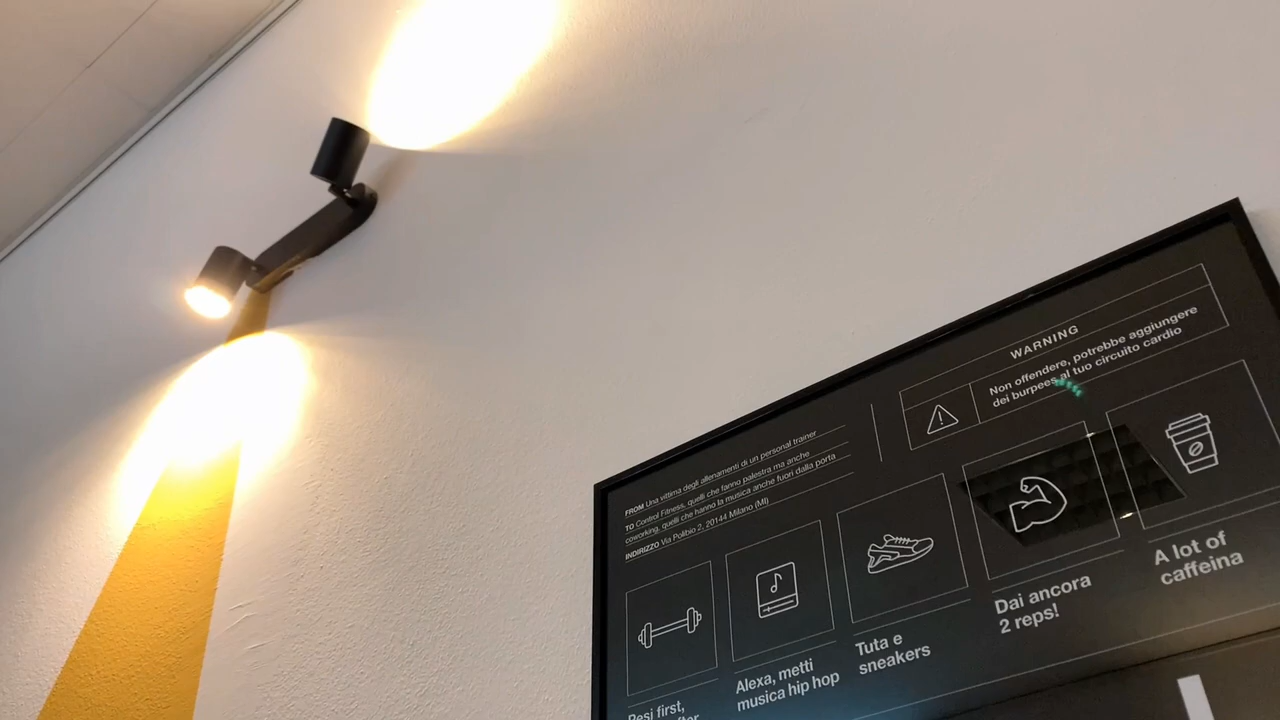 WARNING
Non offendere, potrebbe aggiungere
dei burpees al tuo circuito cardio
FROM Una vittima degli allenamenti di un personal trainer
TO Control Fitness, quelli che fanno palestra ma anche
coworking, quelli che hanno la musica anche fuori dalla porta
INDIRIZZO Via Polibio 2, 20144 Milano (MI)
Pesi first,
Alexa, metti
musica hip hop
Tuta e
sneakers
Dai ancora
2 reps!
A lot of
caffeina